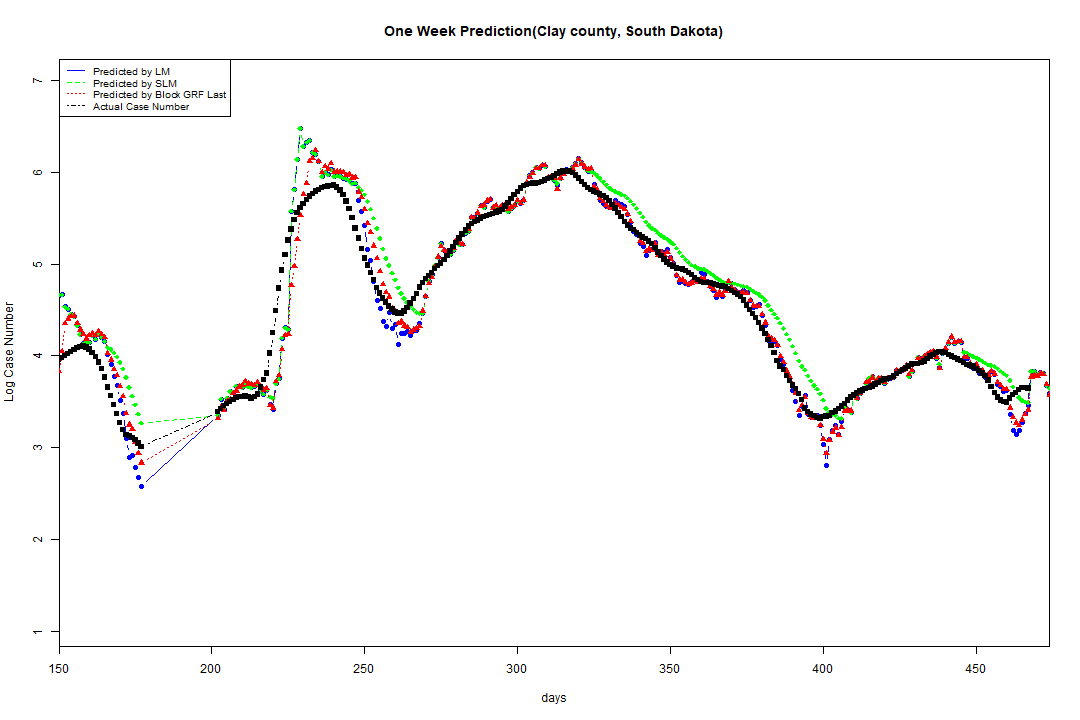 One Week Prediction(Clay county, South Dakota)
Predicted by LM
Predicted by SLM
Predicted by Block GRF Last
Actual Case Number
7
6
5
4
3
2
1
Log Case Number
150 200 250 300 350 400 450
days